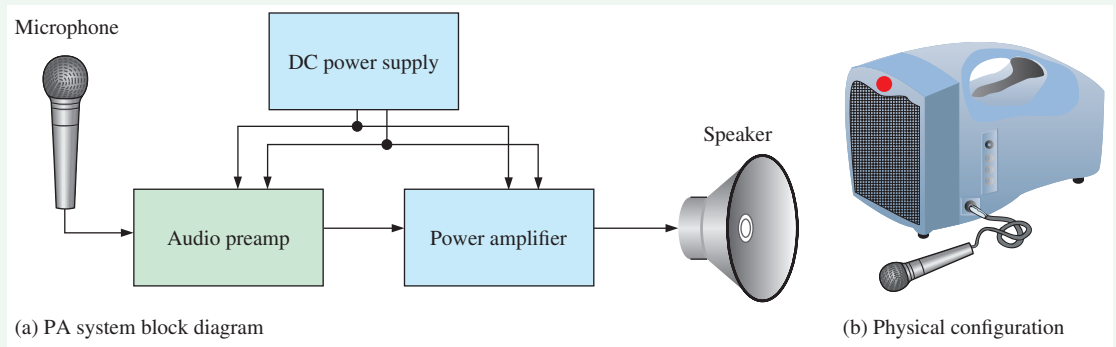 Microphone
DC power supply
Speaker
Audio preamp
Power amplifier
(a) PA system block diagram
(b) Physical configuration